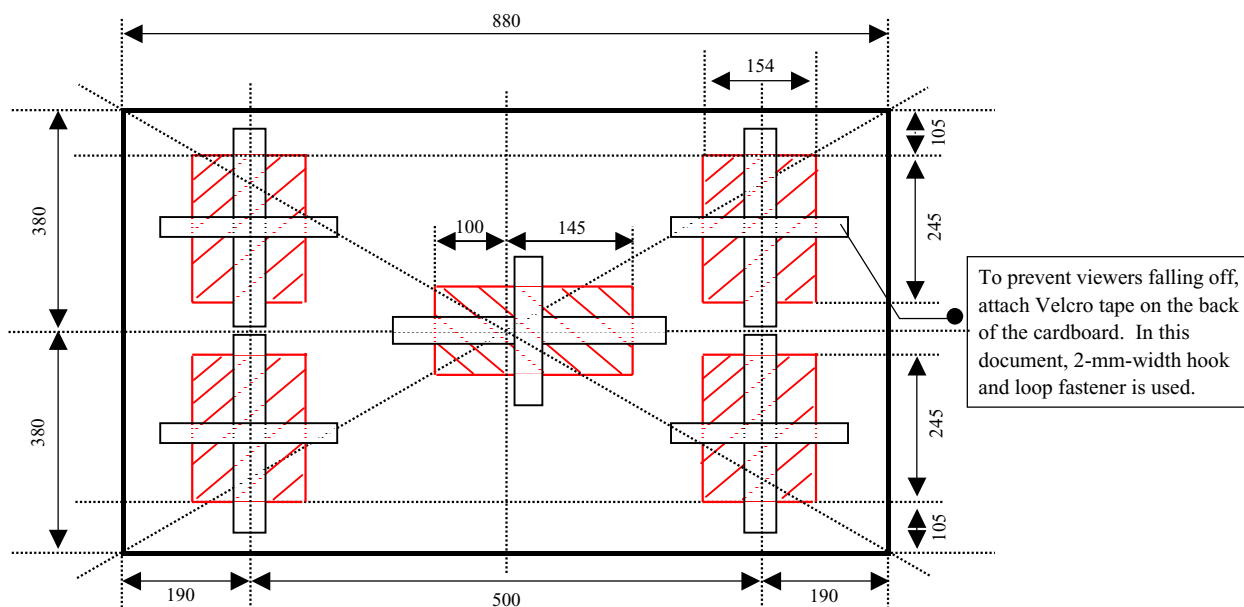 880
154
105
380
100
145
245
To prevent viewers falling off,
attach Velcro tape on the back
of the cardboard. In this
document, 2-mm-width hook
and loop fastener is used.
380
245
105
190
500
190